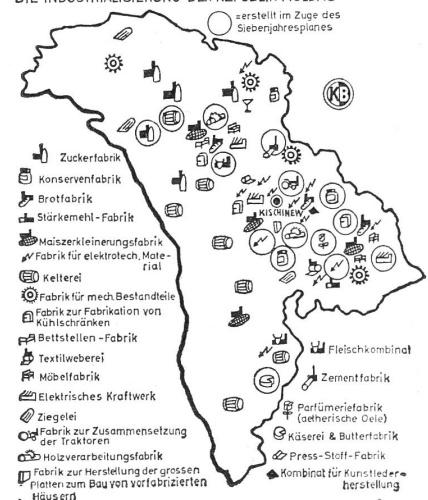 DIE INDUSTRIALISIERUNG DER REPUBLIK MOLDAU
=erstellt im Zuge des
Siebenjahresplanes
KB
KISCHINEW
Zuckerfabrik
Konservenfabrik
Brotfabrik
Stärkemehl-Fabrik
Maiszerkleinerungsfabrik
Fabrik für elektrotech. Mate-
rial
Kelterei
Fabrik für mech. Bestandteile
Fabrik zur Fabrikation von
Kühlschränken
Bettstellen-Fabrik
Textilweberei
Möbelfabrik
Elektrisches Kraftwerk
Ziegelei
Fabrik zur Zusammensetzung
der Traktoren
Holzverarbeitungsfabrik
Fabrik zur Herstellung der grossen
Platten zum Bay von vorfabrizierten
Häusern
Fleischkombinat
Zementfabrik
Parfümeriefabrik
(aetherische Oele)
Käserei & Butterfabrik
Press-Stoff-Fabrik
Kombinat für Kunstleder-
herstellung